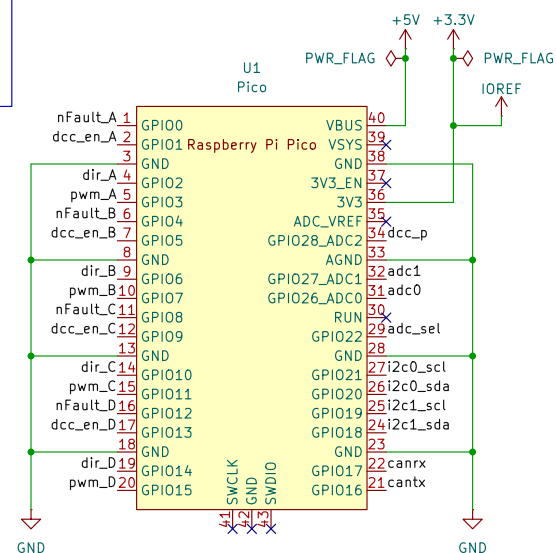 +5V +3.3V
PWR_FLAG PWR_FLAG
U1
Pico
IOREF
nFault_A 1 GPIO0 VBUS 40
dcc_en_A 2 GPIO1 Raspberry Pi Pico VSYS 39
3 GND GND 38
dir_A 4 GPIO2 3V3_EN 37
pwm_A 5 GPIO3 3V3 36
nFault_B 6 GPIO4 ADC_VREF 35
dcc_en_B 7 GPIO5 GPIO28_ADC2 34 dcc_p
8 GND AGND 33
dir_B 9 GPIO6 GPIO27_ADC1 32 adc1
pwm_B 10 GPIO7 GPIO26_ADC0 31 adc0
nFault_C 11 GPIO8 RUN 30
dcc_en_C 12 GPIO9 GPIO22 29 adc_sel
13 GND GND 28
dir_C 14 GPIO10 GPIO21 27 i2c0_scl
pwm_C 15 GPIO11 GPIO20 26 i2c0_sda
nFault_D 16 GPIO12 GPIO19 25 i2c1_scl
dcc_en_D 17 GPIO13 GPIO18 24 i2c1_sda
18 GND GND 23
dir_D 19 GPIO14 GPIO17 22 canrx
pwm_D 20 GPIO15 GPIO16 21 cantx
SWCLK GND SWDIO
41 42 43
GND GND